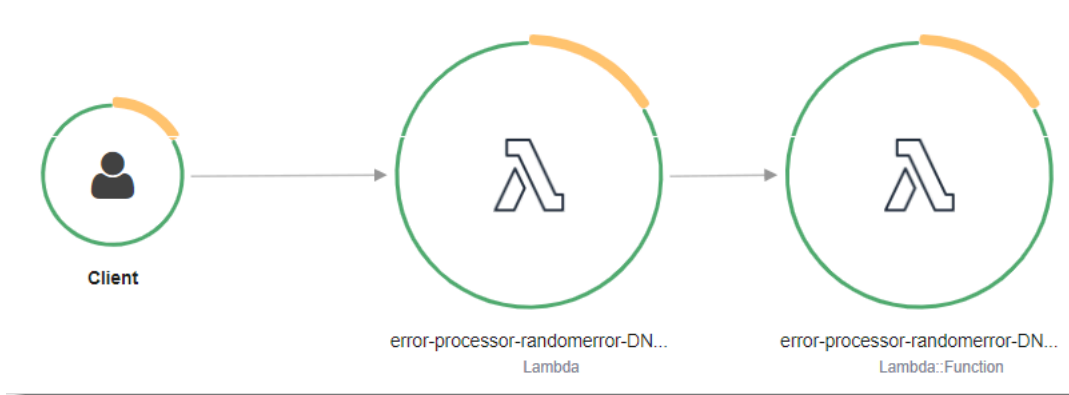 Client
error-processor-randomerror-DN...
Lambda
error-processor-randomerror-DN...
Lambda::Function